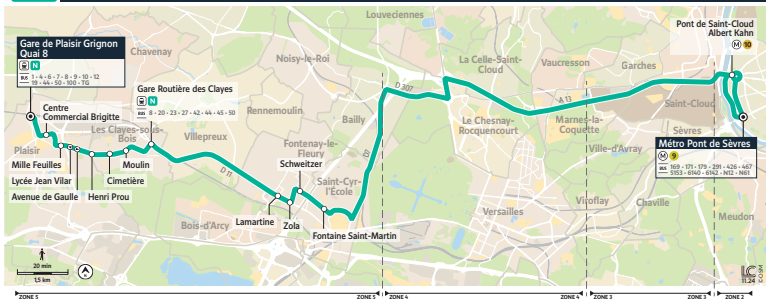 Louveciennes
Pont de Saint-Cloud
Albert Kahn
M 10
Gare de Plaisir Grignon
Quai 8
N
BUS 1 • 4 • 6 • 7 • 8 • 9 • 10 • 12
19 • 44 • 50 • 100 • TG
Chavenay
Noisy-le-Roi
La Celle-Saint-
Cloud
Vaucresson
Garches
Gare Routière des Clayes
N
BUS 8 • 20 • 23 • 27 • 42 • 44 • 45 • 50
D 307
A 13
Saint-Cloud
Centre
Commercial Brigitte
Rennemoulin
Bailly
Le Chesnay-
Rocquencourt
Marnes-la-
Coquette
Les Clayes-sous-
Bois
Villepreux
Sèvres
Plaisir
Fontenay-le-
Fleury
Ville-d'Avray
Métro Pont de Sèvres
M 9
BUS 169 • 171 • 179 • 291 • 426 • 467
5153 • 6140 • 6142 • N12 • N61
Mille Feuilles
Moulin
Schweitzer
Lycée Jean Vilar
Cimetière
D 11
Saint-Cyr-
l'École
Avenue de Gaulle
Henri Prou
Viroflay
Chaville
Versailles
Meudon
Bois-d'Arcy
Lamartine
Zola
Fontaine Saint-Martin
20 min
1,5 km
LC
11.24
© OSM
ZONE 5
ZONE 5
ZONE 4
ZONE 4
ZONE 3
ZONE 3
ZONE 2